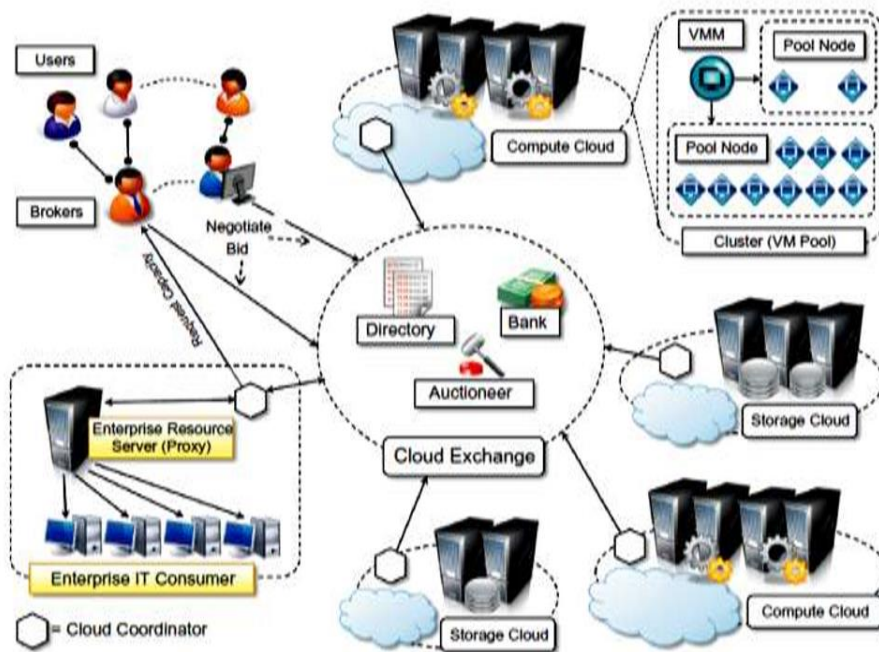 Users
Brokers
Negotiate
Bid
Request Capacity
Compute Cloud
VMM
Pool Node
Pool Node
Cluster (VM Pool)
Directory
Bank
Auctioneer
Cloud Exchange
Storage Cloud
Enterprise Resource
Server (Proxy)
Enterprise IT Consumer
= Cloud Coordinator
Storage Cloud
Compute Cloud